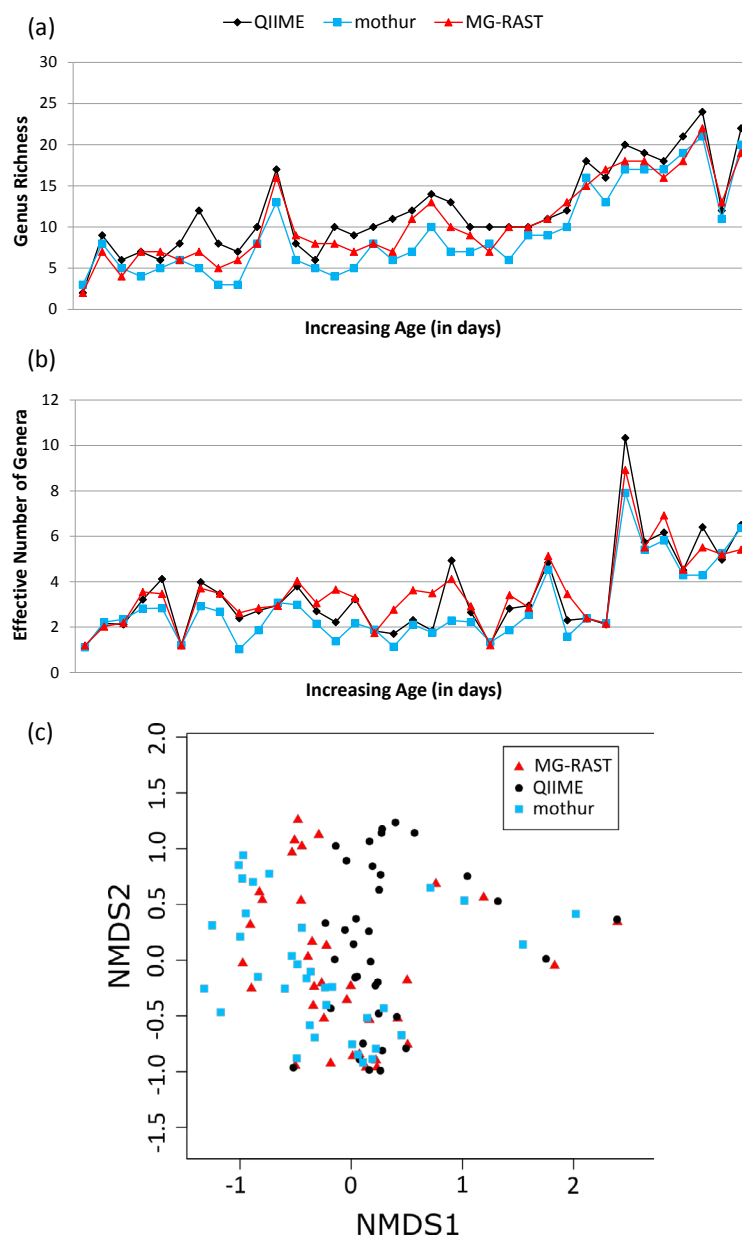 (a)
QIIME mothur MG-RAST
30
25
20
15
10
5
0
Genus Richness
Increasing Age (in days)
(b)
12
10
8
6
4
2
0
Effective Number of Genera
Increasing Age (in days)
(c)
2.0
1.5
1.0
0.5
0.0
-0.5
-1.0
-1.5
NMDS2
MG-RAST
QIIME
mothur
-1 0 1 2
NMDS1